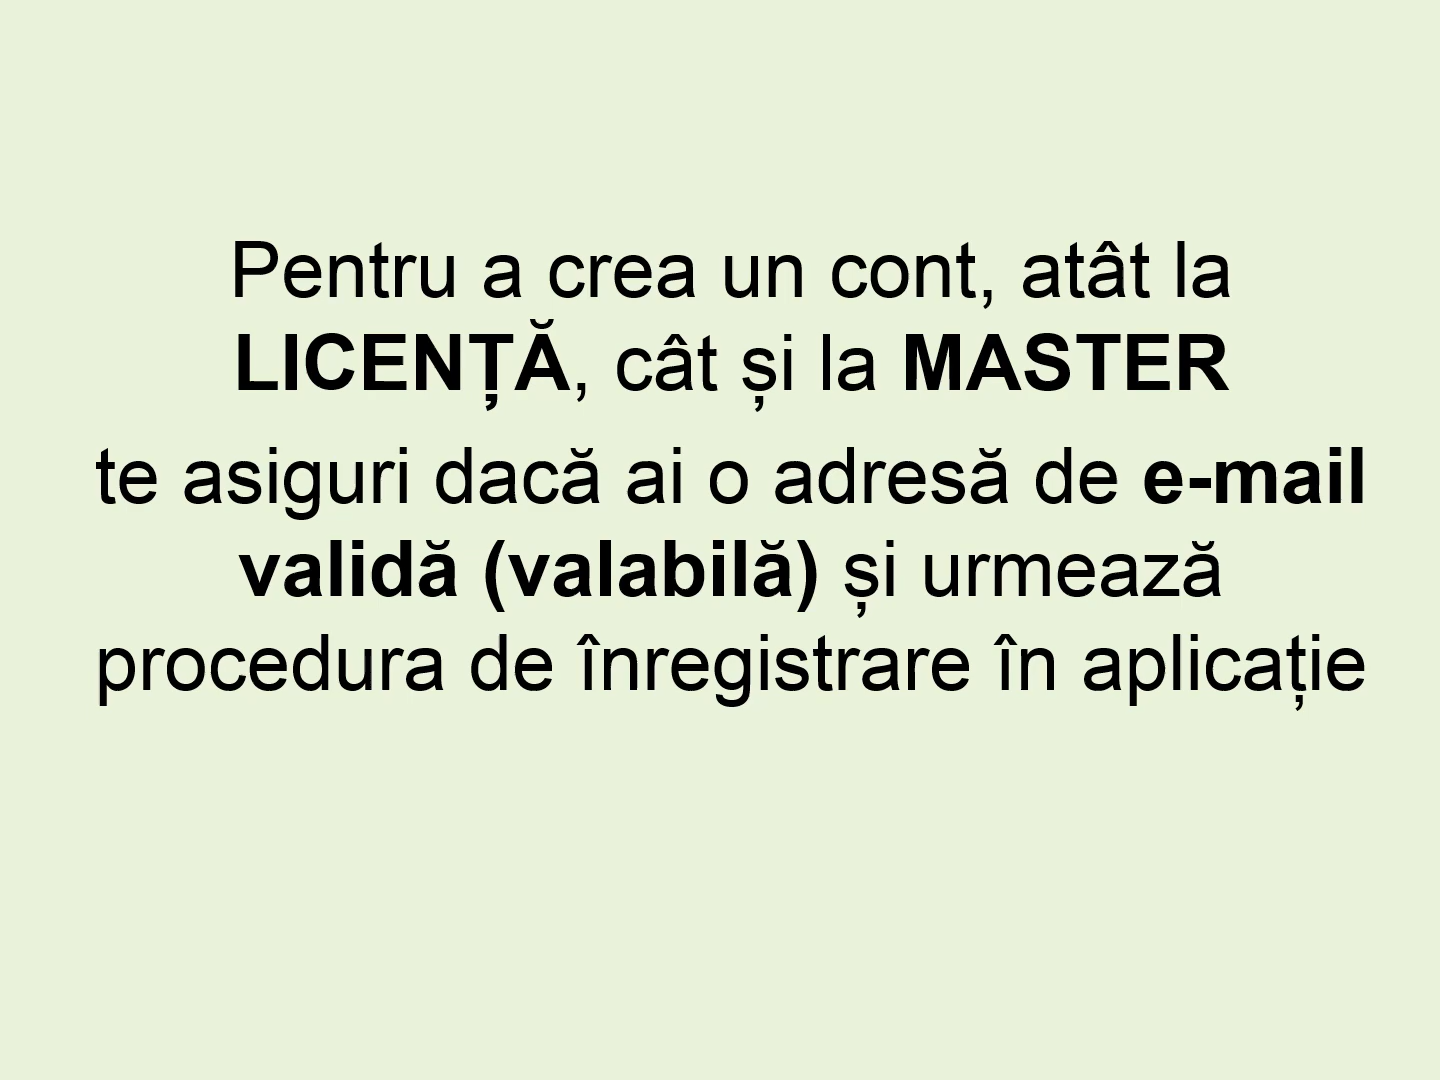 Pentru a crea un cont, atât la
LICENȚĂ, cât și la MASTER
te asiguri dacă ai o adresă de e-mail
validă (valabilă) și urmează
procedura de înregistrare în aplicație